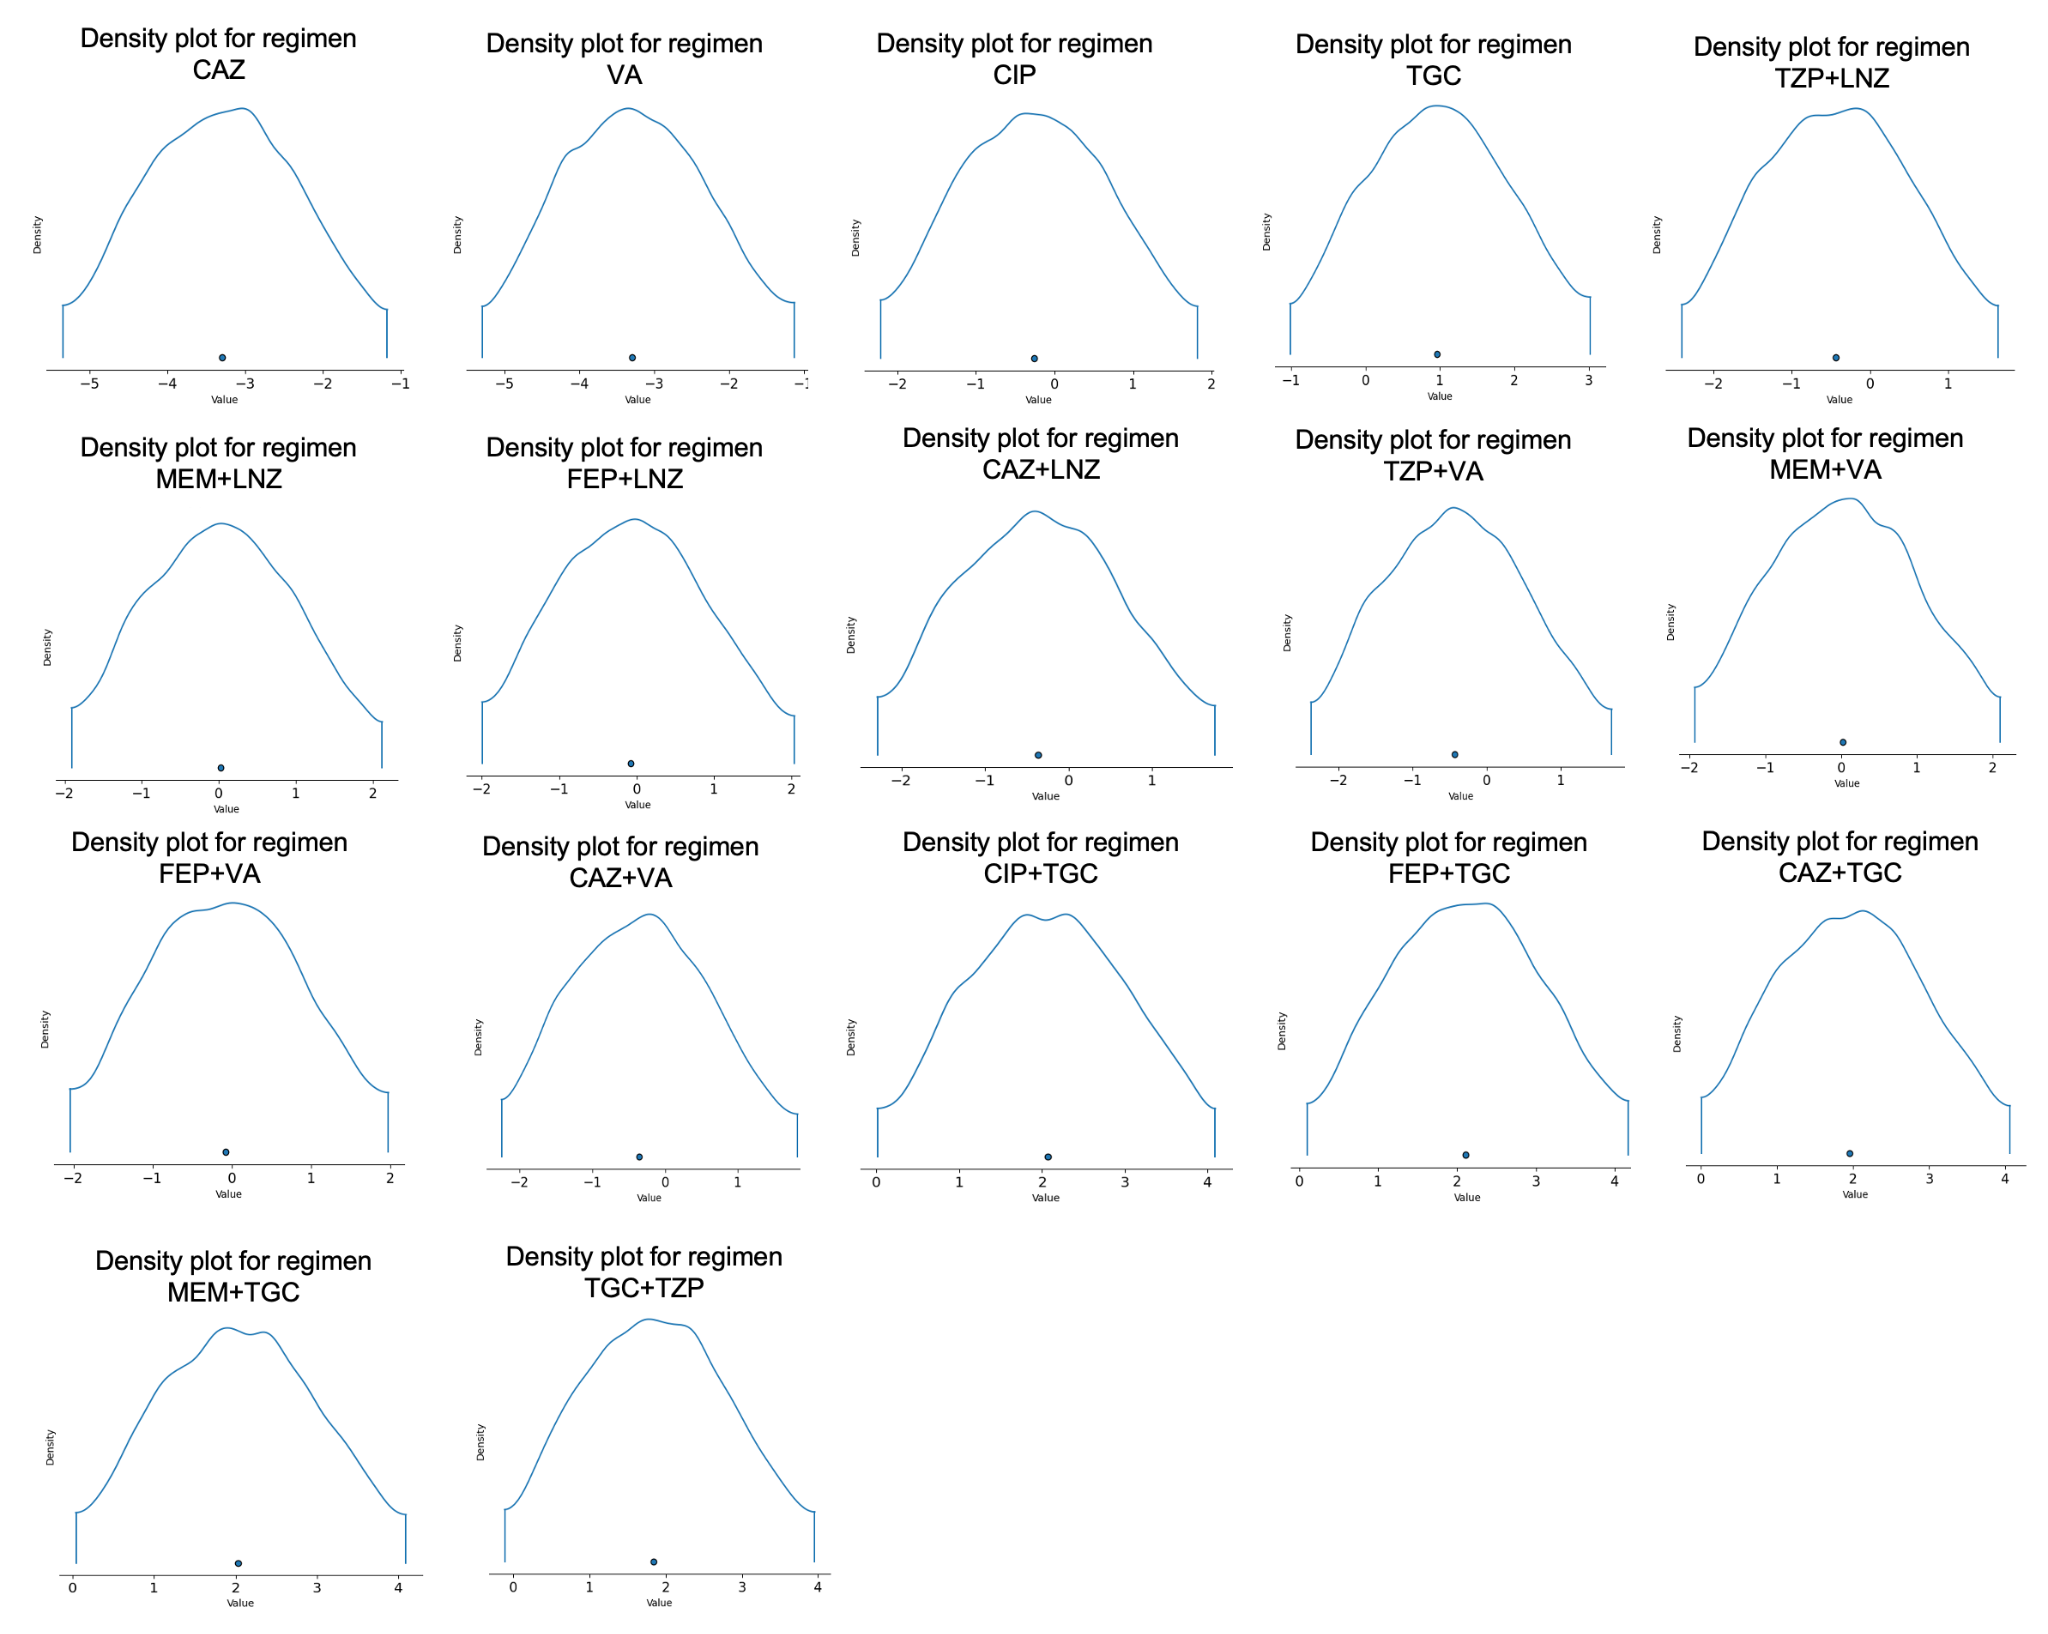 Density plot for regimen
CAZ
Density
−5 −4 −3 −2 −1
Value
Density plot for regimen
VA
Density
−5 −4 −3 −2
Value
Density plot for regimen
CIP
Density
−2 −1 0 1 2
Value
Density plot for regimen
TGC
Density
−1 0 1 2 3
Value
Density plot for regimen
TZP+LNZ
Density
−2 −1 0 1
Value
Density plot for regimen
MEM+LNZ
Density
−2 −1 0 1 2
Value
Density plot for regimen
FEP+LNZ
Density
−2 −1 0 1 2
Value
Density plot for regimen
CAZ+LNZ
Density
−2 −1 0 1
Value
Density plot for regimen
TZP+VA
Density
−2 −1 0 1
Value
Density plot for regimen
MEM+VA
Density
−2 −1 0 1 2
Value
Density plot for regimen
FEP+VA
Density
−2 −1 0 1 2
Value
Density plot for regimen
CAZ+VA
Density
−2 −1 0 1
Value
Density plot for regimen
CIP+TGC
Density
0 1 2 3 4
Value
Density plot for regimen
FEP+TGC
Density
0 1 2 3 4
Value
Density plot for regimen
CAZ+TGC
Density
0 1 2 3 4
Value
Density plot for regimen
MEM+TGC
Density
0 1 2 3 4
Value
Density plot for regimen
TGC+TZP
Density
0 1 2 3 4
Value